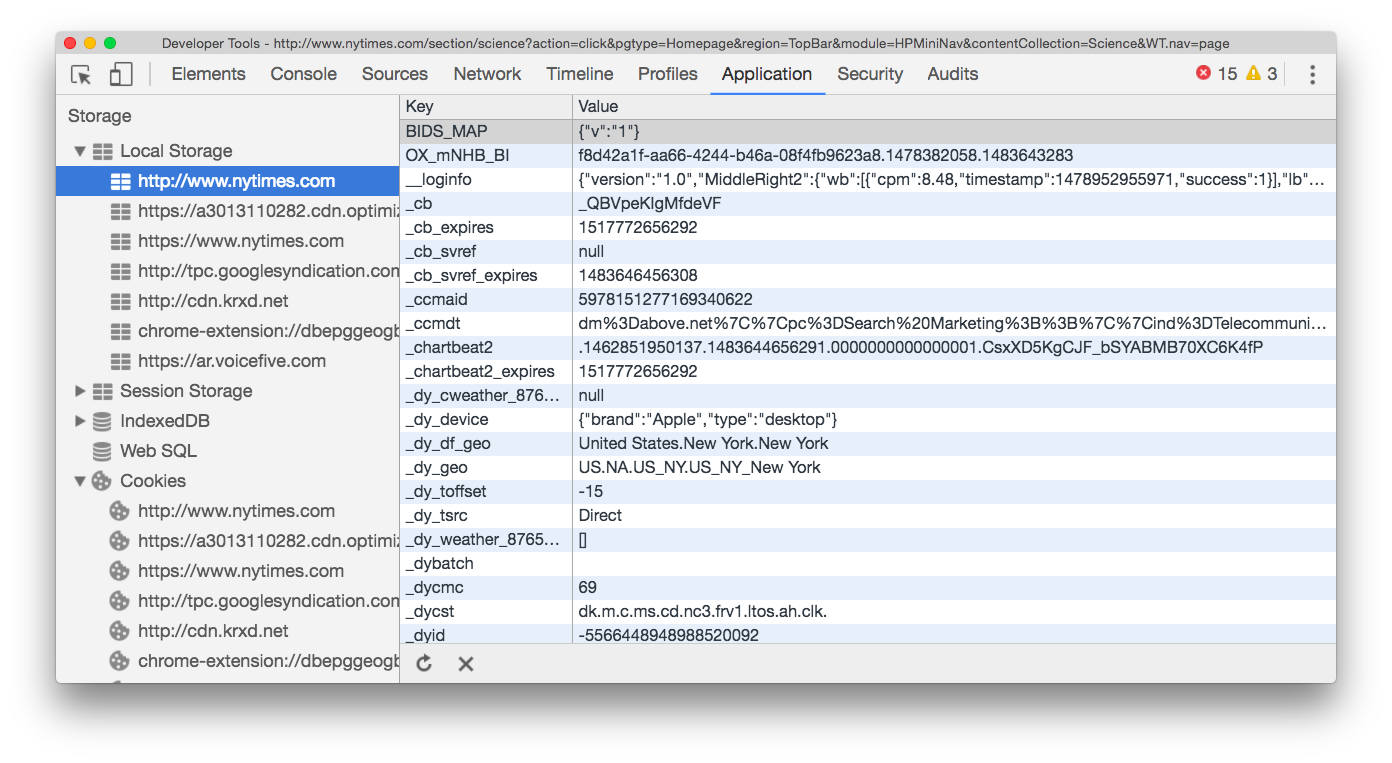 Developer Tools - http://www.nytimes.com/section/science?action=click&pgtype=Homepage&region=TopBar&module=HPMiniNav&contentCollection=Science&WT.nav=page
Elements Console Sources Network Timeline Profiles Application Security Audits 15 3
Storage
Local Storage
http://www.nytimes.com
https://a3013110282.cdn.optimiz
https://www.nytimes.com
http://tpc.googlesyndication.com
http://cdn.krxd.net
chrome-extension://dbepggeogb
https://ar.voicefive.com
Session Storage
IndexedDB
Web SQL
Cookies
http://www.nytimes.com
https://a3013110282.cdn.optimiz
https://www.nytimes.com
http://tpc.googlesyndication.com
http://cdn.krxd.net
chrome-extension://dbepggeogb
Key Value
BIDS_MAP {"v":"1"}
OX_mNHB_BI f8d42a1f-aa66-4244-b46a-08f4fb9623a8.1478382058.1483643283
__loginfo {"version":"1.0","MiddleRight2":{"wb":[{"cpm":8.48,"timestamp":1478952955971,"success":1}],"lb"…
_cb _QBVpeKIgMfdeVF
_cb_expires 1517772656292
_cb_svref null
_cb_svref_expires 1483646456308
_ccmaid 5978151277169340622
_ccmdt dm%3Dabove.net%7C%7Cpc%3DSearch%20Marketing%3B%3B%7C%7Cind%3DTelecommuni…
_chartbeat2 .1462851950137.1483644656291.0000000000000001.CsxXD5KgCJF_bSYABMB70XC6K4fP
_chartbeat2_expires 1517772656292
_dy_cweather_876… null
_dy_device {"brand":"Apple","type":"desktop"}
_dy_df_geo United States.New York.New York
_dy_geo US.NA.US_NY.US_NY_New York
_dy_toffset -15
_dy_tsrc Direct
_dy_weather_8765… []
_dybatch
_dycmc 69
_dycst dk.m.c.ms.cd.nc3.frv1.ltos.ah.clk.
_dyid -5566448948988520092